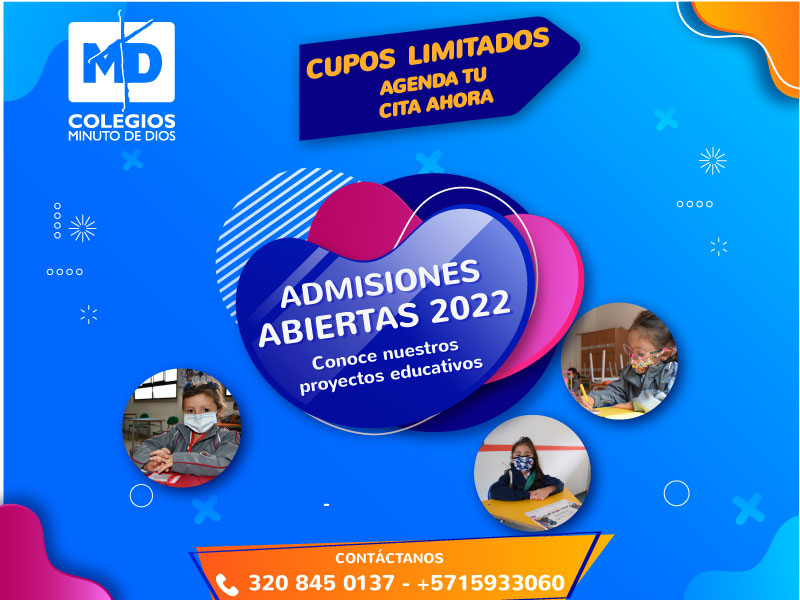 MD
COLEGIOS
MINUTO DE DIOS
CUPOS LIMITADOS
AGENDA TU
CITA AHORA
ADMISIONES
ABIERTAS 2022
Conoce nuestros
proyectos educativos
CONTÁCTANOS
320 845 0137 - +5715933060